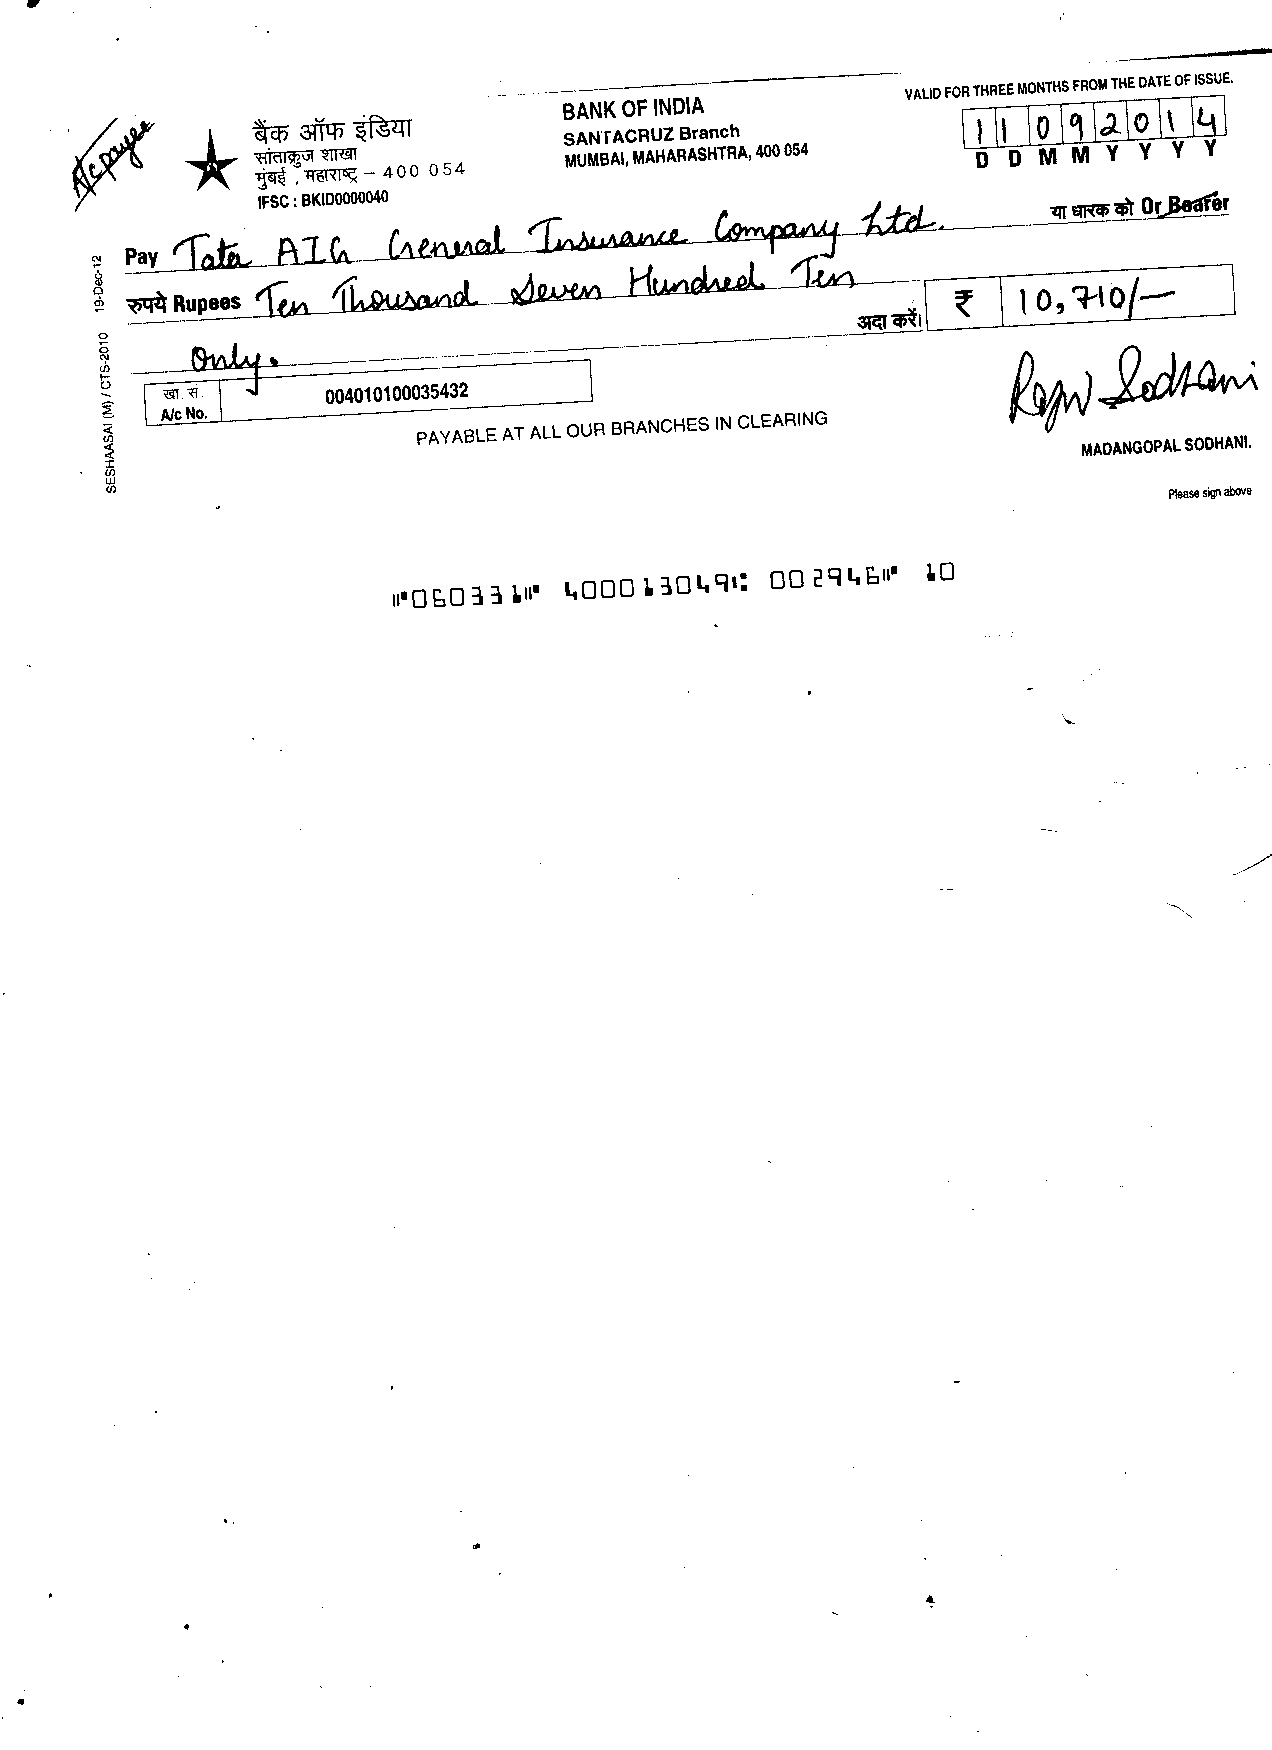 VALID FOR THREE MONTHS FROM THE DATE OF ISSUE.
A/c payee
बैंक ऑफ इंडिया
सांताक्रुज शाखा
मुंबई , महाराष्ट्र – 400 054
IFSC : BKID0000040
BANK OF INDIA
SANTACRUZ Branch
MUMBAI, MAHARASHTRA, 400 054
1 1 0 9 2 0 1 4
D D M M Y Y Y Y
या धारक को Or Bearer
Pay Tata AIG General Insurance Company Ltd.
रुपये Rupees Ten Thousand Seven Hundred Ten
Only.
अदा करें। ₹ 10,710/-
खा. सं.
A/c No. 004010100035432
PAYABLE AT ALL OUR BRANCHES IN CLEARING
Sodhani
MADANGOPAL SODHANI.
Please sign above
SESHAASAI (M) / CTS-2010 19-Dec-12
⑈060331⑈ 400013049⑆ 002946⑈ 10